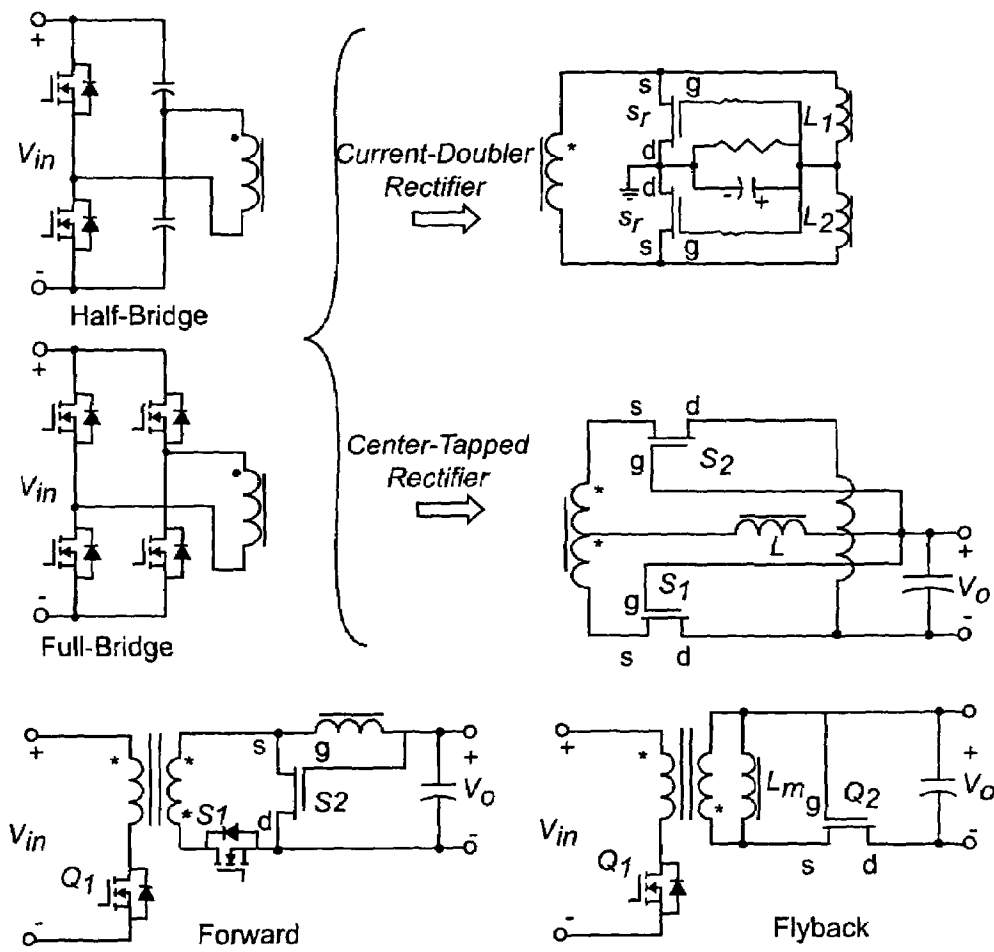 +
Vin
-
Half-Bridge
Current-Doubler
Rectifier
*
s
g
sr
d
d
sr
s
g
L1
L2
-
+
+
Vin
-
Full-Bridge
Center-Tapped
Rectifier
s
d
g
S2
*
*
L
S1
g
s
d
+
Vo
-
+
Vin
-
*
*
Q1
s
g
S2
S1
d
+
Vo
-
Forward
+
Vin
-
*
*
Q1
Lm
g
Q2
s
d
+
Vo
-
Flyback